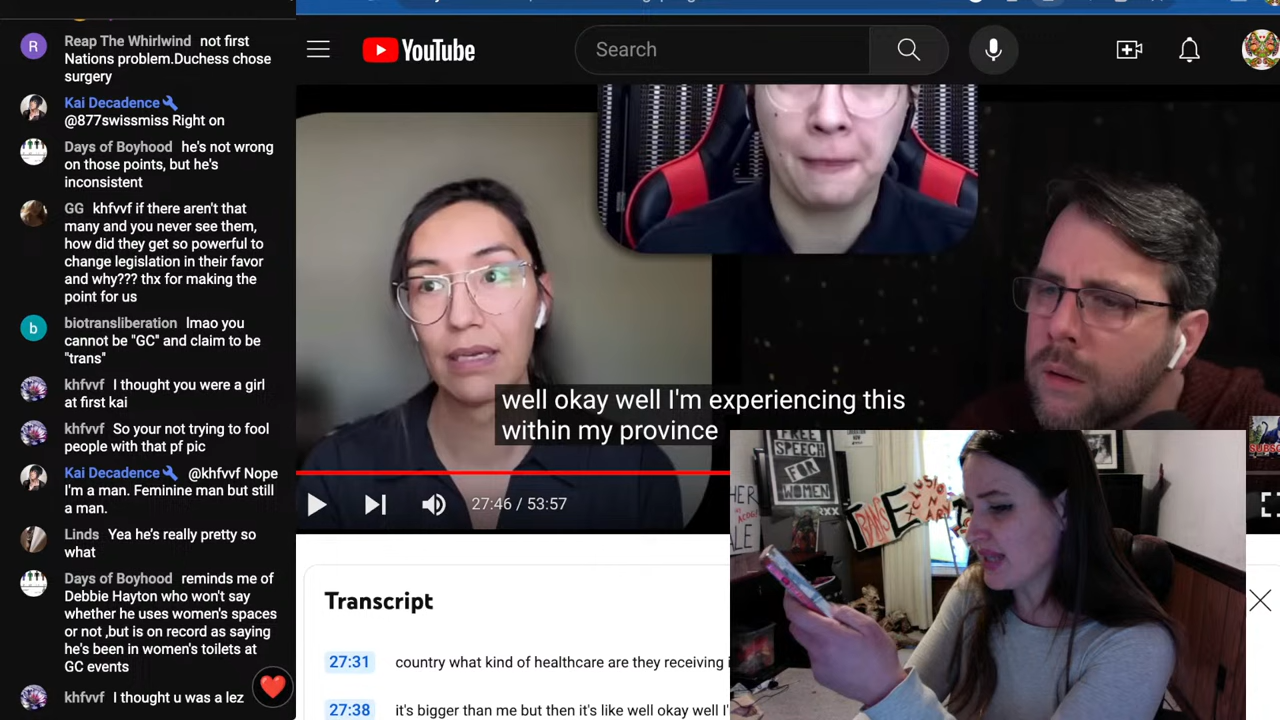 Reap The Whirlwind not first
Nations problem.Duchess chose
surgery
Kai Decadence
@877swissmiss Right on
Days of Boyhood he's not wrong
on those points, but he's
inconsistent
GG khfvvf if there aren't that
many and you never see them,
how did they get so powerful to
change legislation in their favor
and why??? thx for making the
point for us
biotransliberation lmao you
cannot be "GC" and claim to be
"trans"
khfvvf I thought you were a girl
at first kai
khfvvf So your not trying to fool
people with that pf pic
Kai Decadence @khfvvf Nope
I'm a man. Feminine man but still
a man.
Linds Yea he's really pretty so
what
Days of Boyhood reminds me of
Debbie Hayton who won't say
whether he uses women's spaces
or not ,but is on record as saying
he's been in women's toilets at
GC events
khfvvf I thought u was a lez
R
b
YouTube
Search
well okay well I'm experiencing this
within my province
27:46 / 53:57
Transcript
27:31 country what kind of healthcare are they receiving i
27:38 it's bigger than me but then it's like well okay well I'
FREE
SPEECH
FOR
WOMEN
XX
HER
ALE
TRANS
EXCLUSIONARY
SUBSC